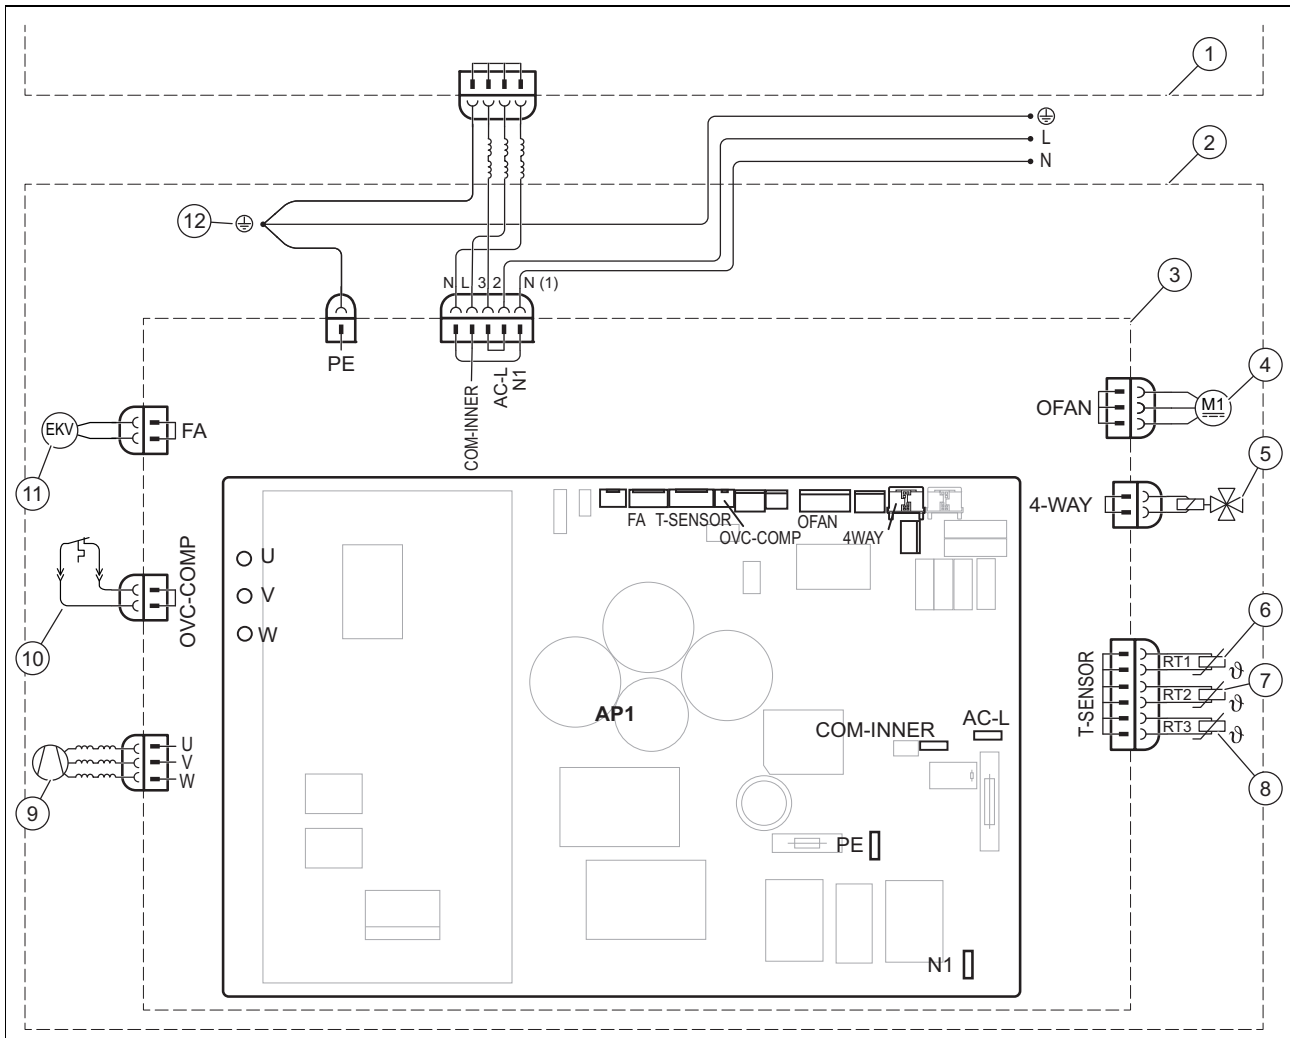 1
⏚
L
N
2
12
⏚
N L 3 2 N (1)
3
PE
COM-INNER
AC-L
N1
4
OFAN
M1
EKV
FA
11
5
4-WAY
FA T-SENSOR
OVC-COMP
OFAN
4WAY
U
V
W
OVC-COMP
10
6
T-SENSOR
RT1
ϑ
RT2
ϑ
RT3
ϑ
7
8
AP1
COM-INNER
AC-L
U
V
W
9
PE
N1